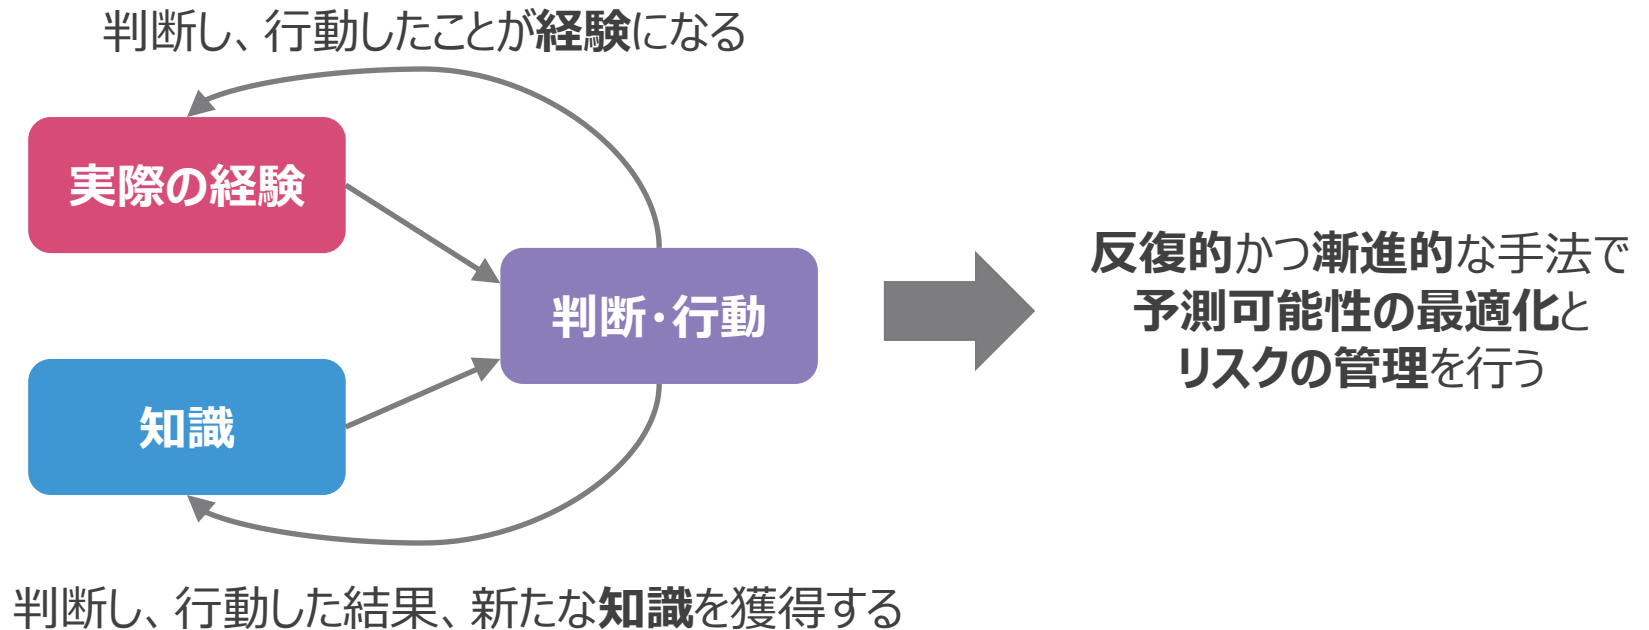 判断し、行動したことが経験になる
実際の経験
判断・行動
知識
反復的かつ漸進的な手法で
予測可能性の最適化と
リスクの管理を行う
判断し、行動した結果、新たな知識を獲得する